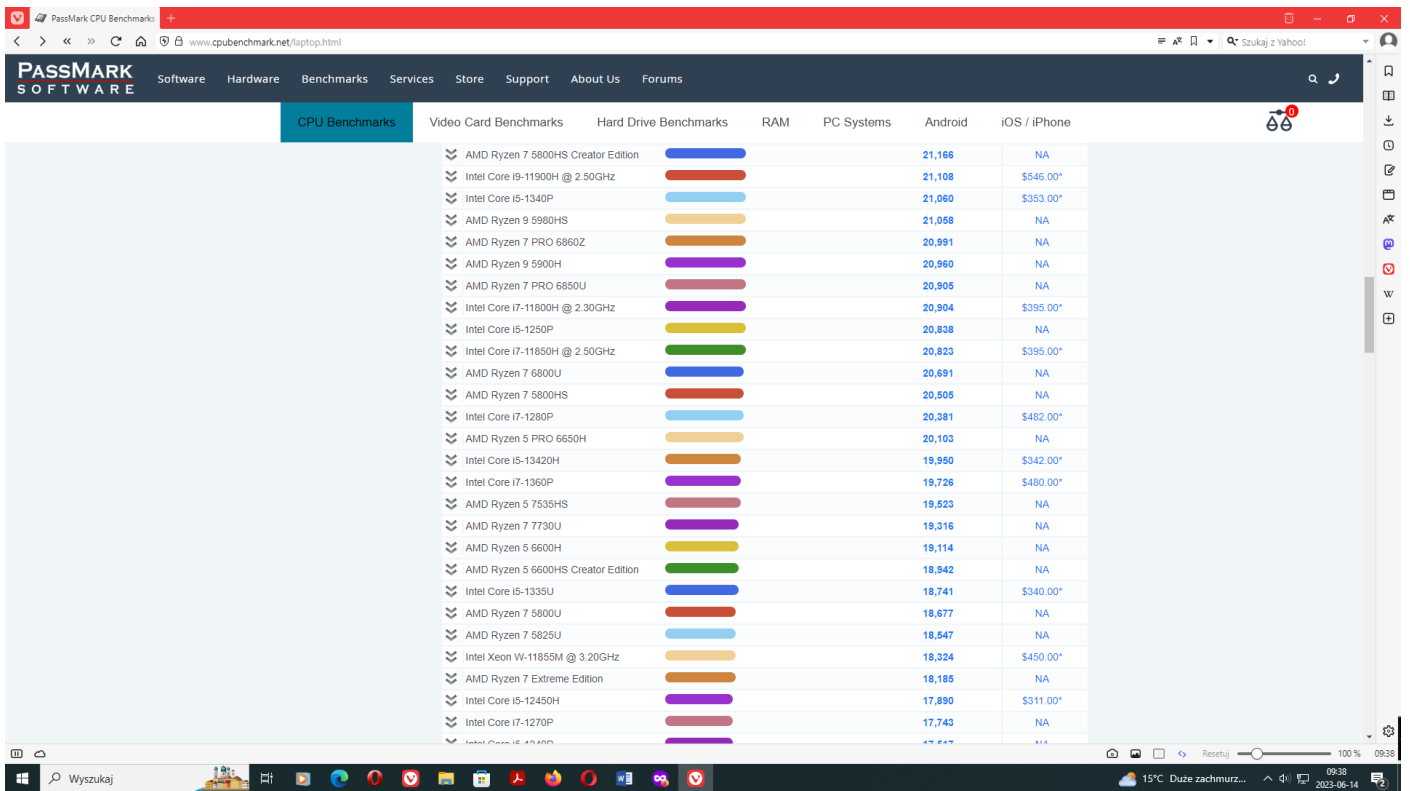 PassMark CPU Benchmarks
www.cpubenchmark.net/laptop.html
Szukaj z Yahoo!
PASSMARK
SOFTWARE
Software Hardware Benchmarks Services Store Support About Us Forums
CPU Benchmarks Video Card Benchmarks Hard Drive Benchmarks RAM PC Systems Android iOS / iPhone
0
AMD Ryzen 7 5800HS Creator Edition 21,166 NA
Intel Core i9-11900H @ 2.50GHz 21,108 $546.00*
Intel Core i5-1340P 21,060 $353.00*
AMD Ryzen 9 5980HS 21,058 NA
AMD Ryzen 7 PRO 6860Z 20,991 NA
AMD Ryzen 9 5900H 20,960 NA
AMD Ryzen 7 PRO 6850U 20,905 NA
Intel Core i7-11800H @ 2.30GHz 20,904 $395.00*
Intel Core i5-1250P 20,838 NA
Intel Core i7-11850H @ 2.50GHz 20,823 $395.00*
AMD Ryzen 7 6800U 20,691 NA
AMD Ryzen 7 5800HS 20,505 NA
Intel Core i7-1280P 20,381 $482.00*
AMD Ryzen 5 PRO 6650H 20,103 NA
Intel Core i5-13420H 19,950 $342.00*
Intel Core i7-1360P 19,726 $480.00*
AMD Ryzen 5 7535HS 19,523 NA
AMD Ryzen 7 7730U 19,316 NA
AMD Ryzen 5 6600H 19,114 NA
AMD Ryzen 5 6600HS Creator Edition 18,942 NA
Intel Core i5-1335U 18,741 $340.00*
AMD Ryzen 7 5800U 18,677 NA
AMD Ryzen 7 5825U 18,547 NA
Intel Xeon W-11855M @ 3.20GHz 18,324 $450.00*
AMD Ryzen 7 Extreme Edition 18,185 NA
Intel Core i5-12450H 17,890 $311.00*
Intel Core i7-1270P 17,743 NA
Resetuj 100 % 09:38
Wyszukaj
15°C Duże zachmurz... 09:38
2023-06-14